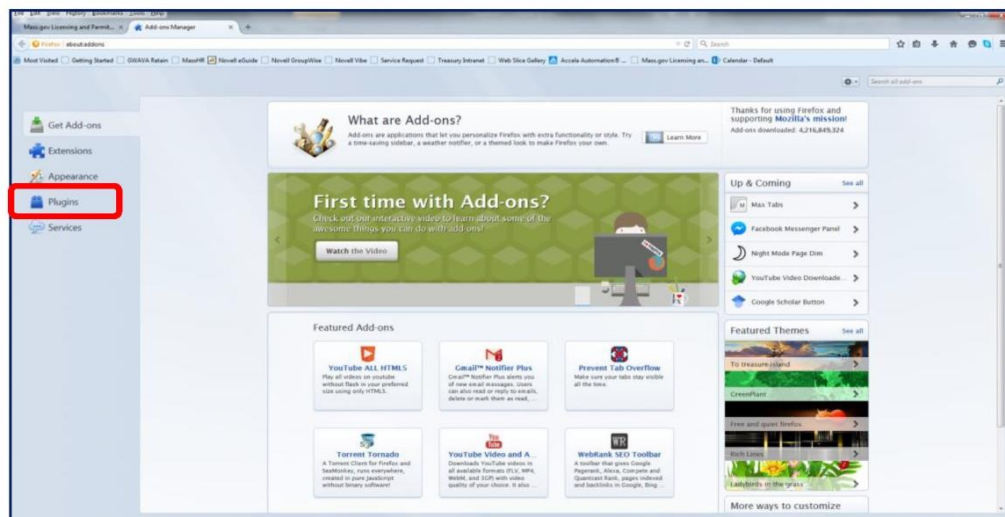 Edit View History Bookmarks Tools Help
Mass.gov Licensing and Permit... × Add-ons Manager × +
Firefox about:addons Search
Most Visited Getting Started GWAVA Retain MassHR Novell eGuide Novell GroupWise Novell Vibe Service Request Treasury Intranet Web Slice Gallery Accela Automation® ... Mass.gov Licensing an... Calendar - Default
Search all add-ons
Get Add-ons
Extensions
Appearance
Plugins
Services
What are Add-ons?
Add-ons are applications that let you personalize Firefox with extra functionality or style. Try
a time-saving sidebar, a weather notifier, or a themed look to make Firefox your own.
Learn More
Thanks for using Firefox and
supporting Mozilla's mission!
Add-ons downloaded: 4,216,849,324
First time with Add-ons?
Check out our interactive video to learn about some of the
awesome things you can do with add-ons!
Watch the Video
Up & Coming See all
Max Tabs
Facebook Messenger Panel
Night Mode Page Dim
YouTube Video Downloade...
Google Scholar Button
Featured Add-ons
YouTube ALL HTML5
Play all videos on youtube
without flash in your preferred
size using only HTML5.
Gmail™ Notifier Plus
Gmail™ Notifier Plus alerts you
of new email messages. Users
can also read or reply to emails,
delete or mark them as read, ...
Prevent Tab Overflow
Make sure your tabs stay visible
all the time.
Torrent Tornado
A Torrent Client for Firefox and
SeaMonkey, runs everywhere,
created in pure JavaScript
without binary software!
You Tube
YouTube Video and A...
Downloads YouTube videos in
all available formats (FLV, MP4,
WebM, and 3GP) with video
quality of your choice. It also ...
WR
WebRank SEO Toolbar
A toolbar that gives Google
Pagerank, Alexa, Compete and
Quantcast Rank, pages indexed
and backlinks in Google, Bing ...
Featured Themes See all
To treasure island
GreenPlant
Free and quiet firefox
Rich Lines
Ladybirds in the grass
More ways to customize